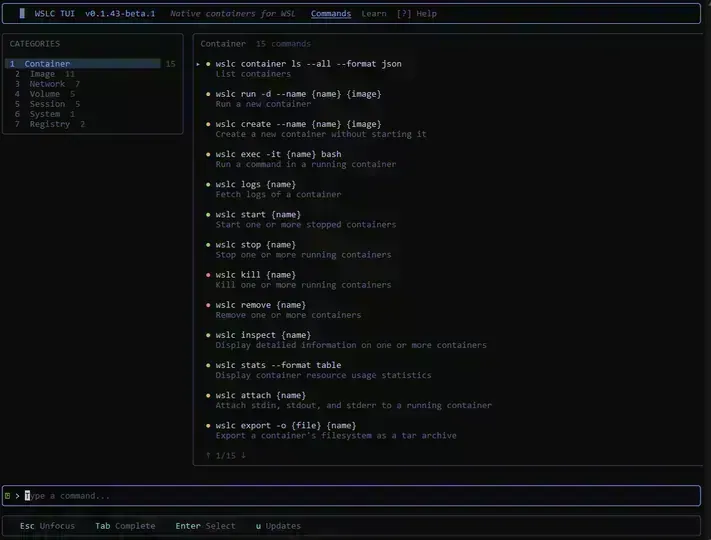 WSLC TUI v0.1.43-beta.1 Native containers for WSL Commands Learn [?] Help
CATEGORIES
1 Container 15
2 Image 11
3 Network 7
4 Volume 5
5 Session 5
6 System 1
7 Registry 2
Container 15 commands
▸ ● wslc container ls --all --format json
List containers
● wslc run -d --name {name} {image}
Run a new container
● wslc create --name {name} {image}
Create a new container without starting it
● wslc exec -it {name} bash
Run a command in a running container
● wslc logs {name}
Fetch logs of a container
● wslc start {name}
Start one or more stopped containers
● wslc stop {name}
Stop one or more running containers
● wslc kill {name}
Kill one or more running containers
● wslc remove {name}
Remove one or more containers
● wslc inspect {name}
Display detailed information on one or more containers
● wslc stats --format table
Display container resource usage statistics
● wslc attach {name}
Attach stdin, stdout, and stderr to a running container
● wslc export -o {file} {name}
Export a container's filesystem as a tar archive
↑ 1/15 ↓
> Type a command...
Esc Unfocus Tab Complete Enter Select u Updates